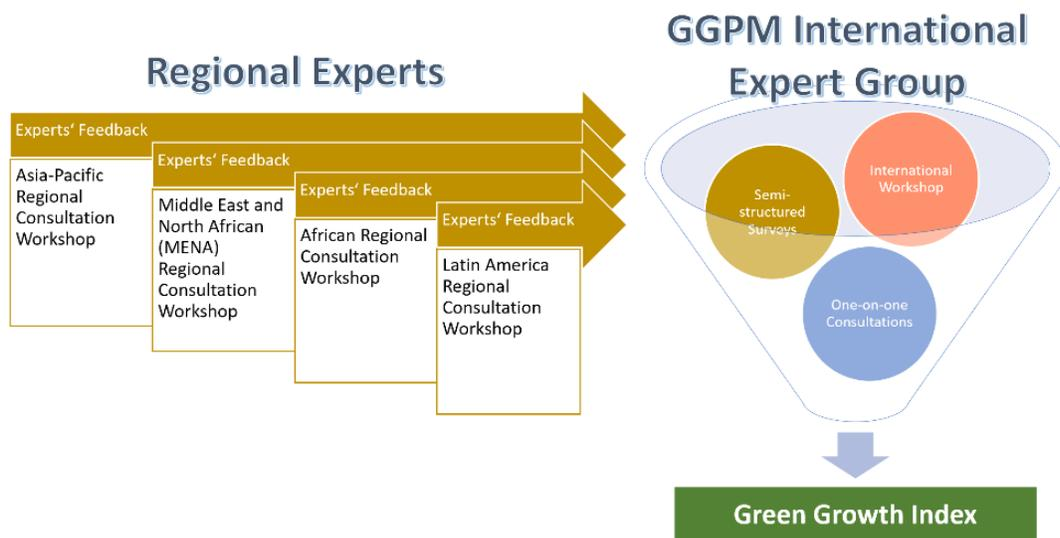 Regional Experts
Experts' Feedback
Asia-Pacific
Regional
Consultation
Workshop
Experts' Feedback
Middle East and
North African
(MENA)
Regional
Consultation
Workshop
Experts' Feedback
African Regional
Consultation
Workshop
Experts' Feedback
Latin America
Regional
Consultation
Workshop
GGPM International
Expert Group
Semi-
structured
Surveys
International
Workshop
One-on-one
Consultations
Green Growth Index